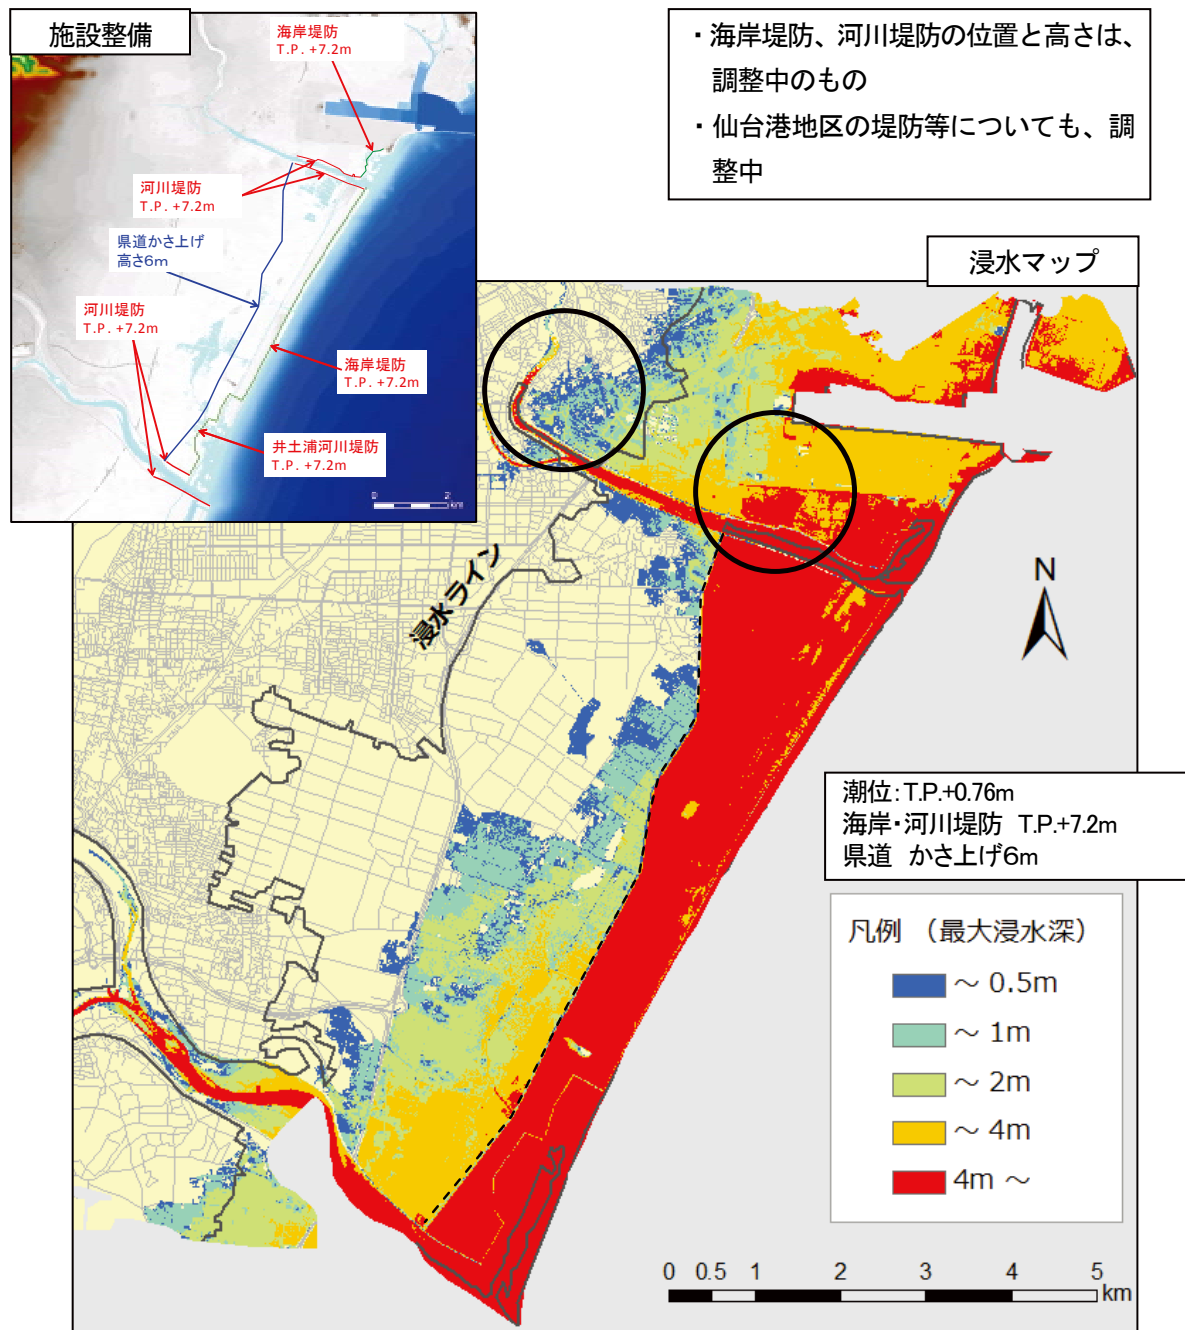 施設整備
海岸堤防
T.P. +7.2m
河川堤防
T.P. +7.2m
県道かさ上げ
高さ6m
河川堤防
T.P. +7.2m
海岸堤防
T.P. +7.2m
井土浦河川堤防
T.P. +7.2m
0 2
km
・海岸堤防、河川堤防の位置と高さは、
調整中のもの
・仙台港地区の堤防等についても、調
整中
浸水マップ
浸水ライン
N
潮位:T.P.+0.76m
海岸・河川堤防 T.P.+7.2m
県道 かさ上げ6m
凡例 （最大浸水深）
～ 0.5m
～ 1m
～ 2m
～ 4m
4m ～
0 0.5 1 2 3 4 5
km